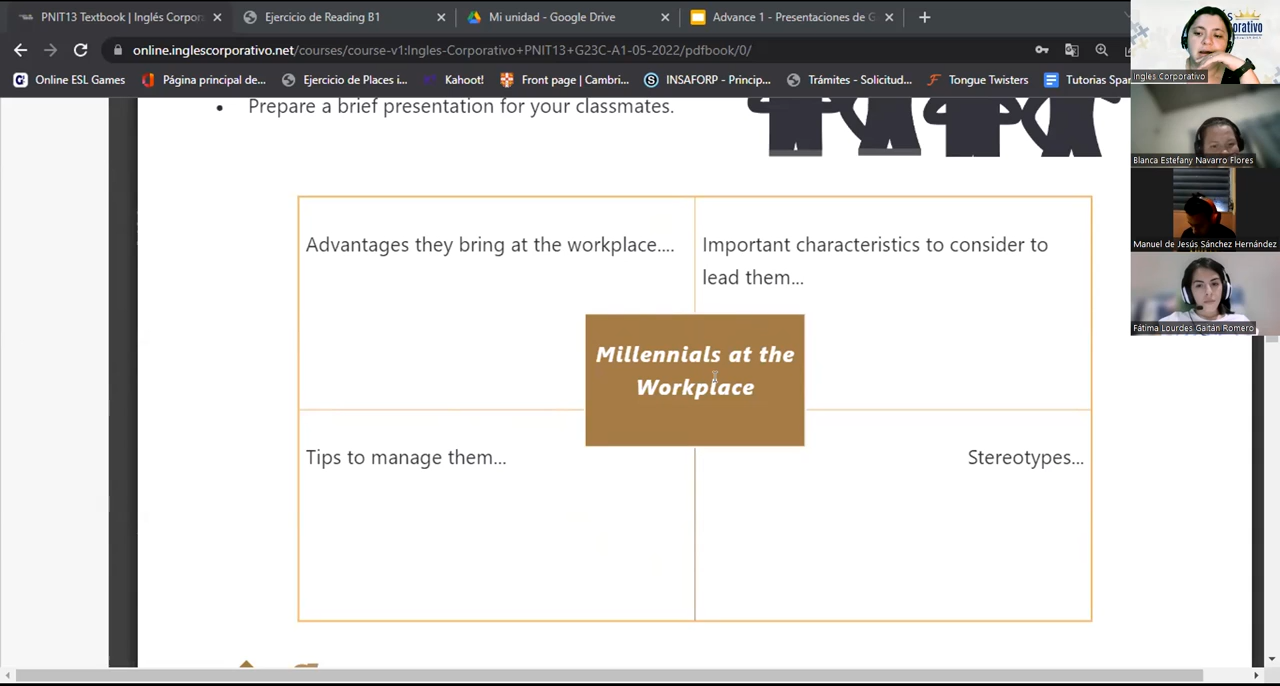 PNIT13 Textbook | Inglés Corpor
Ejercicio de Reading B1
Mi unidad - Google Drive
Advance 1 - Presentaciones de G
online.inglescorporativo.net/courses/course-v1:Ingles-Corporativo+PNIT13+G23C-A1-05-2022/pdfbook/0/
Online ESL Games
Página principal de...
Ejercicio de Places i...
Kahoot!
Front page | Cambri...
INSAFORP - Princip...
Trámites - Solicitud...
Tongue Twisters
Tutorias Spar
orativo
Ingles Corporativo
Blanca Estefany Navarro Flores
Manuel de Jesús Sánchez Hernández
Fátima Lourdes Gaitán Romero
• Prepare a brief presentation for your classmates.
Advantages they bring at the workplace....
Important characteristics to consider to
lead them...
Millennials at the
Workplace
Tips to manage them...
Stereotypes...